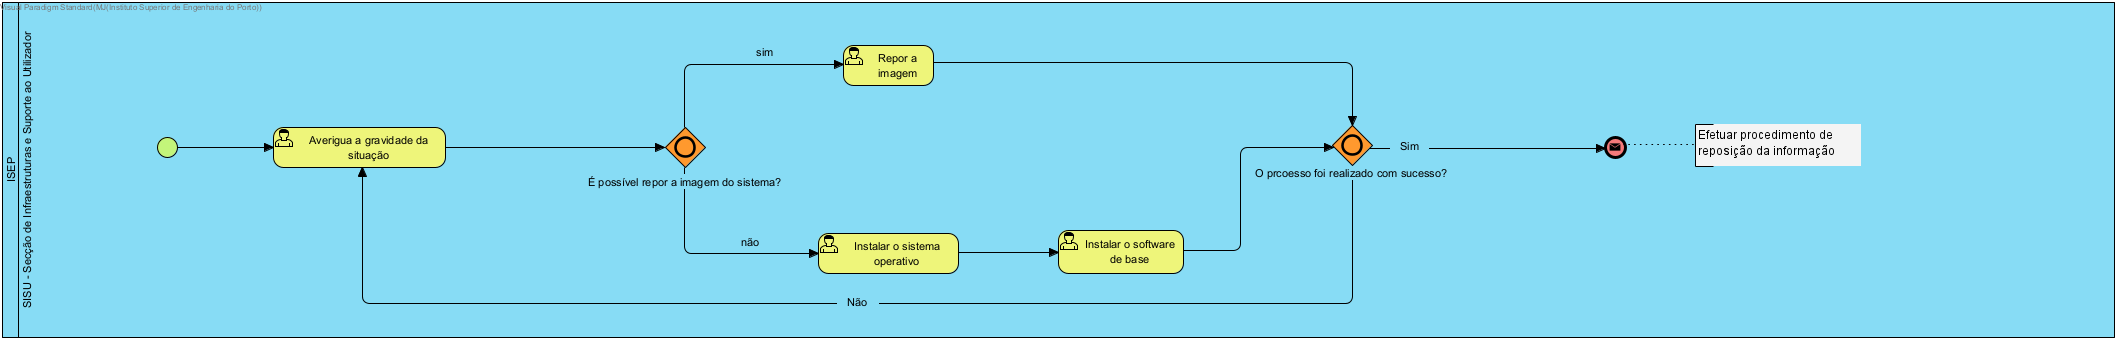 Visual Paradigm Standard(MJ(Instituto Superior de Engenharia do Porto))
ISEP
SISU - Secção de Infraestruturas e Suporte ao Utilizador
Averigua a gravidade da
situação
É possível repor a imagem do sistema?
sim
Repor a
imagem
não
Instalar o sistema
operativo
Instalar o software
de base
O prcoesso foi realizado com sucesso?
Sim
Não
Efetuar procedimento de
reposição da informação